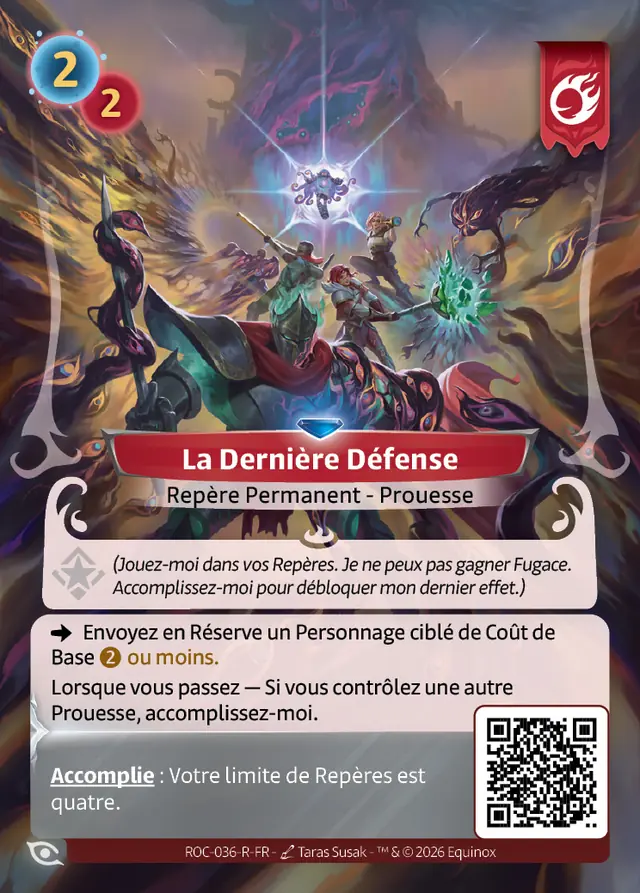 2
2
La Dernière Défense
Repère Permanent - Prouesse
(Jouez-moi dans vos Repères. Je ne peux pas gagner Fugace.
Accomplissez-moi pour débloquer mon dernier effet.)
Envoyez en Réserve un Personnage ciblé de Coût de
Base 2 ou moins.
Lorsque vous passez — Si vous contrôlez une autre
Prouesse, accomplissez-moi.
Accomplie : Votre limite de Repères est
quatre.
ROC-036-R-FR - Taras Susak - ™ & © 2026 Equinox